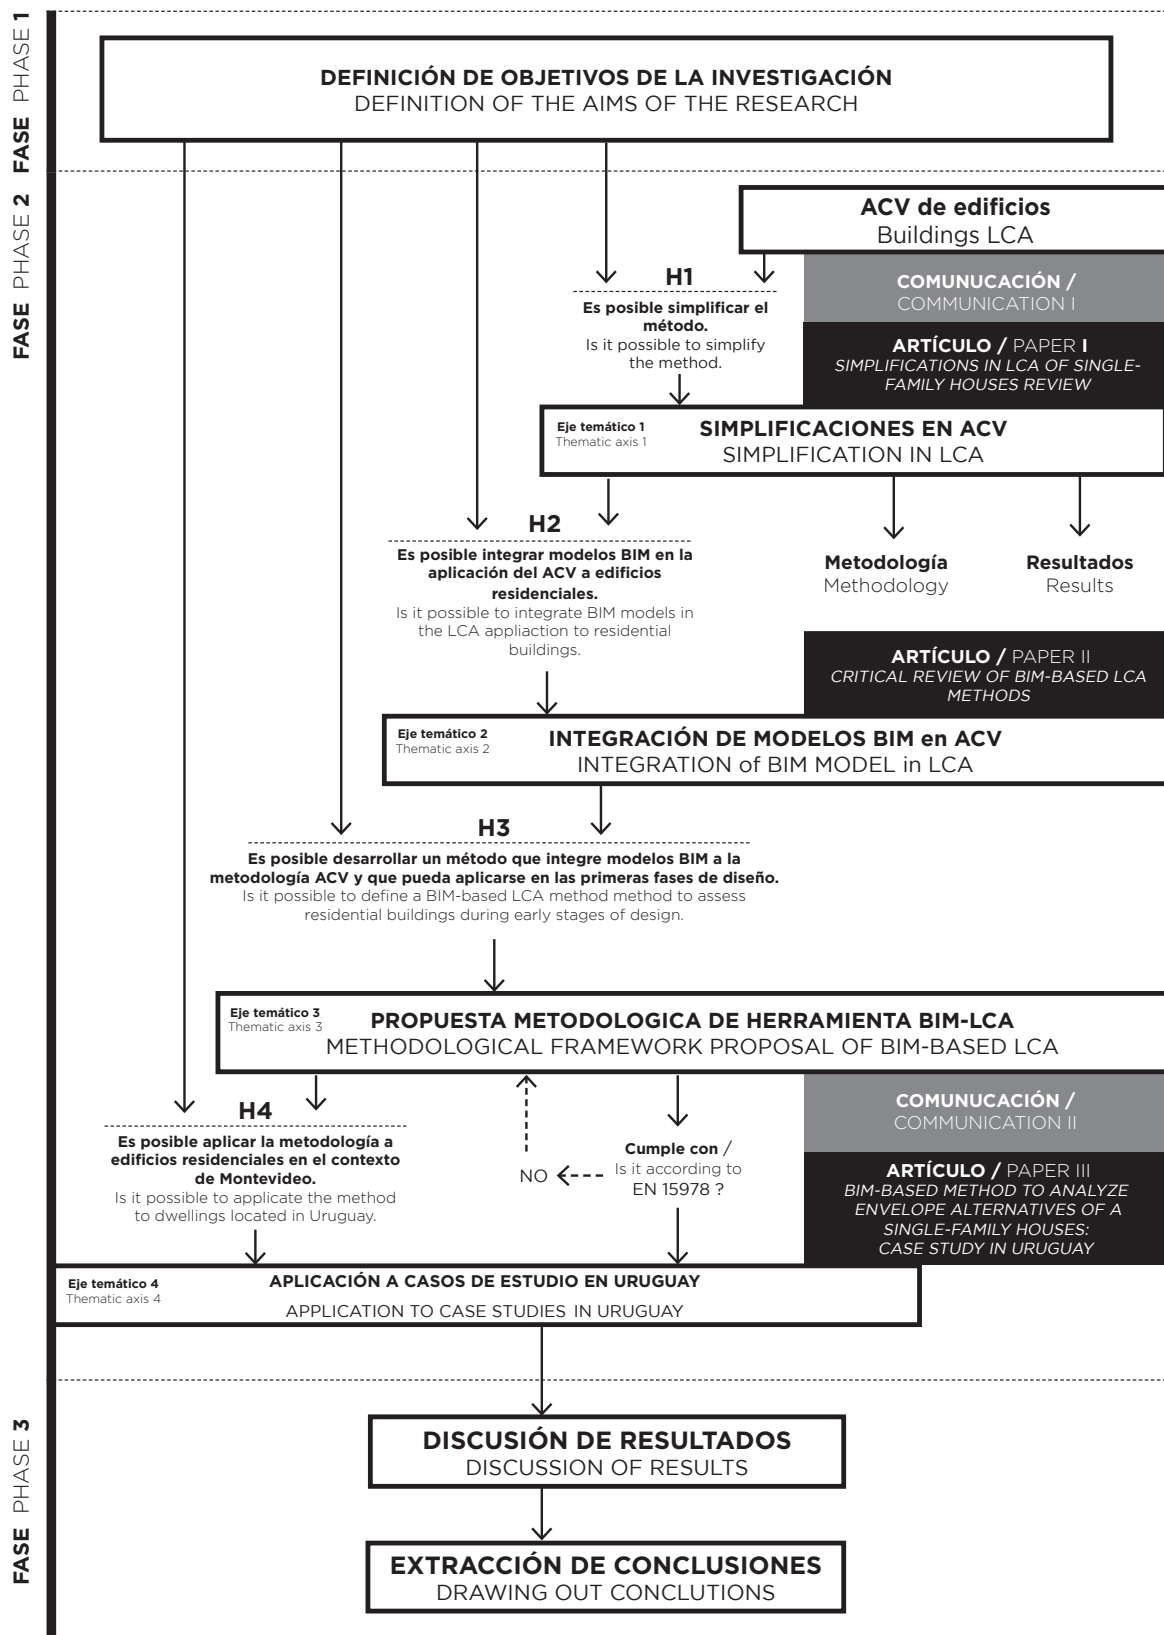 FASE PHASE 1
DEFINICIÓN DE OBJETIVOS DE LA INVESTIGACIÓN
DEFINITION OF THE AIMS OF THE RESEARCH
FASE PHASE 2
ACV de edificios
Buildings LCA
COMUNUCACIÓN /
COMMUNICATION I
ARTÍCULO / PAPER I
SIMPLIFICATIONS IN LCA OF SINGLE-
FAMILY HOUSES REVIEW
H1
Es posible simplificar el
método.
Is it possible to simplify
the method.
Eje temático 1
Thematic axis 1
SIMPLIFICACIONES EN ACV
SIMPLIFICATION IN LCA
Metodología
Methodology
Resultados
Results
H2
Es posible integrar modelos BIM en la
aplicación del ACV a edificios
residenciales.
Is it possible to integrate BIM models in
the LCA appliaction to residential
buildings.
ARTÍCULO / PAPER II
CRITICAL REVIEW OF BIM-BASED LCA
METHODS
Eje temático 2
Thematic axis 2
INTEGRACIÓN DE MODELOS BIM en ACV
INTEGRATION of BIM MODEL in LCA
H3
Es posible desarrollar un método que integre modelos BIM a la
metodología ACV y que pueda aplicarse en las primeras fases de diseño.
Is it possible to define a BIM-based LCA method method to assess
residential buildings during early stages of design.
Eje temático 3
Thematic axis 3
PROPUESTA METODOLOGICA DE HERRAMIENTA BIM-LCA
METHODOLOGICAL FRAMEWORK PROPOSAL OF BIM-BASED LCA
COMUNUCACIÓN /
COMMUNICATION II
ARTÍCULO / PAPER III
BIM-BASED METHOD TO ANALYZE
ENVELOPE ALTERNATIVES OF A
SINGLE-FAMILY HOUSES:
CASE STUDY IN URUGUAY
H4
Es posible aplicar la metodología a
edificios residenciales en el contexto
de Montevideo.
Is it possible to applicate the method
to dwellings located in Uruguay.
NO
Cumple con /
Is it according to
EN 15978 ?
Eje temático 4
Thematic axis 4
APLICACIÓN A CASOS DE ESTUDIO EN URUGUAY
APPLICATION TO CASE STUDIES IN URUGUAY
FASE PHASE 3
DISCUSIÓN DE RESULTADOS
DISCUSSION OF RESULTS
EXTRACCIÓN DE CONCLUSIONES
DRAWING OUT CONCLUTIONS